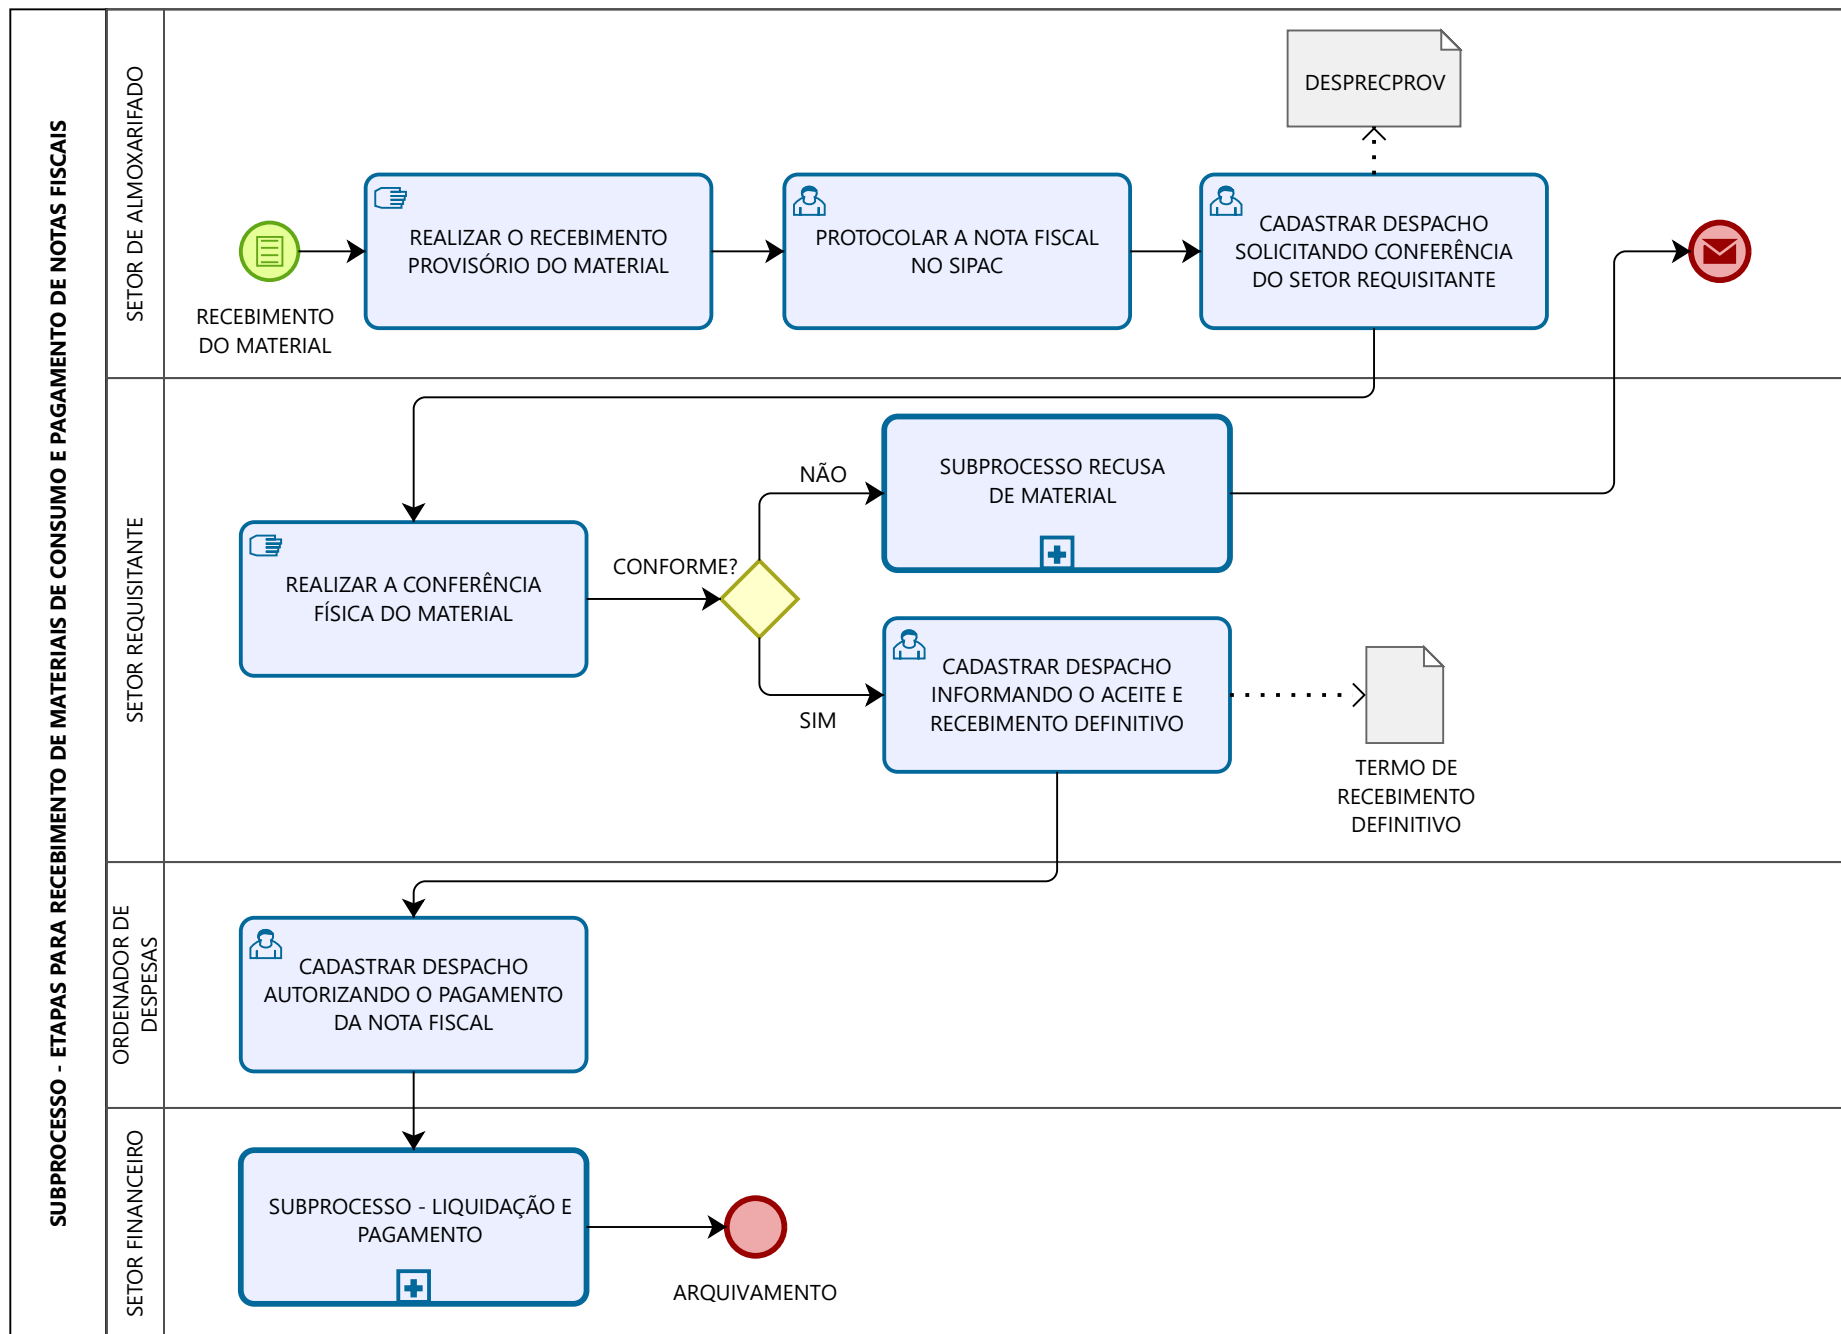 SUBPROCESSO - ETAPAS PARA RECEBIMENTO DE MATERIAIS DE CONSUMO E PAGAMENTO DE NOTAS FISCAIS
SETOR DE ALMOXARIFADO
RECEBIMENTO
DO MATERIAL
REALIZAR O RECEBIMENTO
PROVISÓRIO DO MATERIAL
PROTOCOLAR A NOTA FISCAL
NO SIPAC
CADASTRAR DESPACHO
SOLICITANDO CONFERÊNCIA
DO SETOR REQUISITANTE
DESPRECPROV
SETOR REQUISITANTE
REALIZAR A CONFERÊNCIA
FÍSICA DO MATERIAL
CONFORME?
NÃO
SUBPROCESSO RECUSA
DE MATERIAL
SIM
CADASTRAR DESPACHO
INFORMANDO O ACEITE E
RECEBIMENTO DEFINITIVO
TERMO DE
RECEBIMENTO
DEFINITIVO
ORDENADOR DE
DESPESAS
CADASTRAR DESPACHO
AUTORIZANDO O PAGAMENTO
DA NOTA FISCAL
SETOR FINANCEIRO
SUBPROCESSO - LIQUIDAÇÃO E
PAGAMENTO
ARQUIVAMENTO